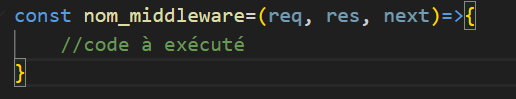 const nom_middleware=(req, res, next)=>{
//code à exécuté
}